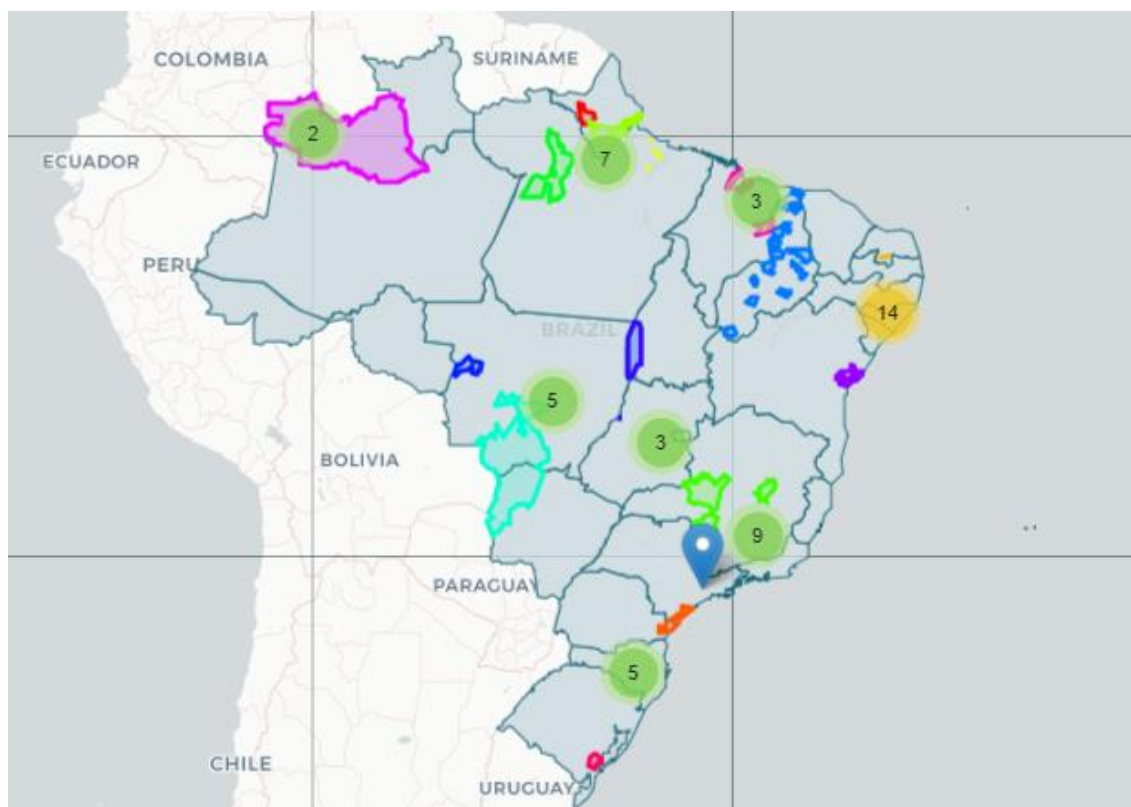 COLOMBIA
SURINAME
2
ECUADOR
7
3
PERU
14
BRAZIL
5
3
BOLIVIA
9
PARAGUAY
5
CHILE
URUGUAY